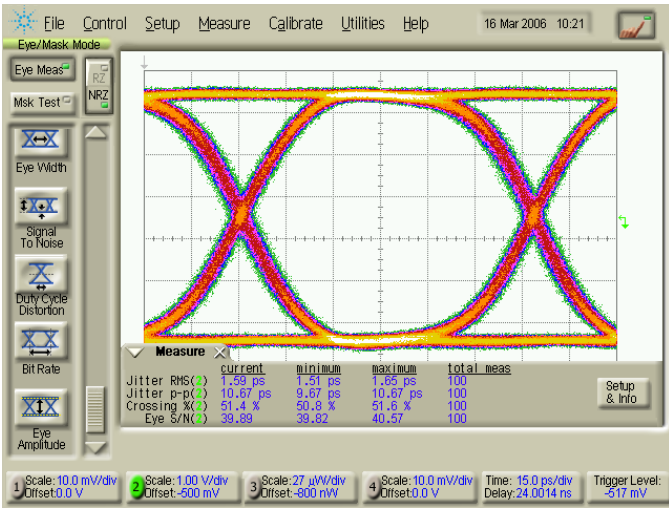 File Control Setup Measure Calibrate Utilities Help 16 Mar 2006 10:21
Eye/Mask Mode
Eye Meas
RZ
NRZ
Msk Test
Eye Width
Signal
To Noise
Duty Cycle
Distortion
Bit Rate
Eye
Amplitude
Measure
current minimum maximum total meas
Jitter RMS(2) 1.59 ps 1.51 ps 1.65 ps 100
Jitter p-p(2) 10.67 ps 9.67 ps 10.67 ps 100
Crossing %(2) 51.4 % 50.8 % 51.6 % 100
Eye S/N(2) 39.89 39.82 40.57 100
Setup
& Info
1 Scale:10.0 mV/div
Offset:0.0 V
2 Scale:1.00 V/div
Offset:-500 mV
3 Scale:27 µW/div
Offset:-800 nW
4 Scale:10.0 mV/div
Offset:0.0 V
Time: 15.0 ps/div
Delay:24.0014 ns
Trigger Level:
-517 mV